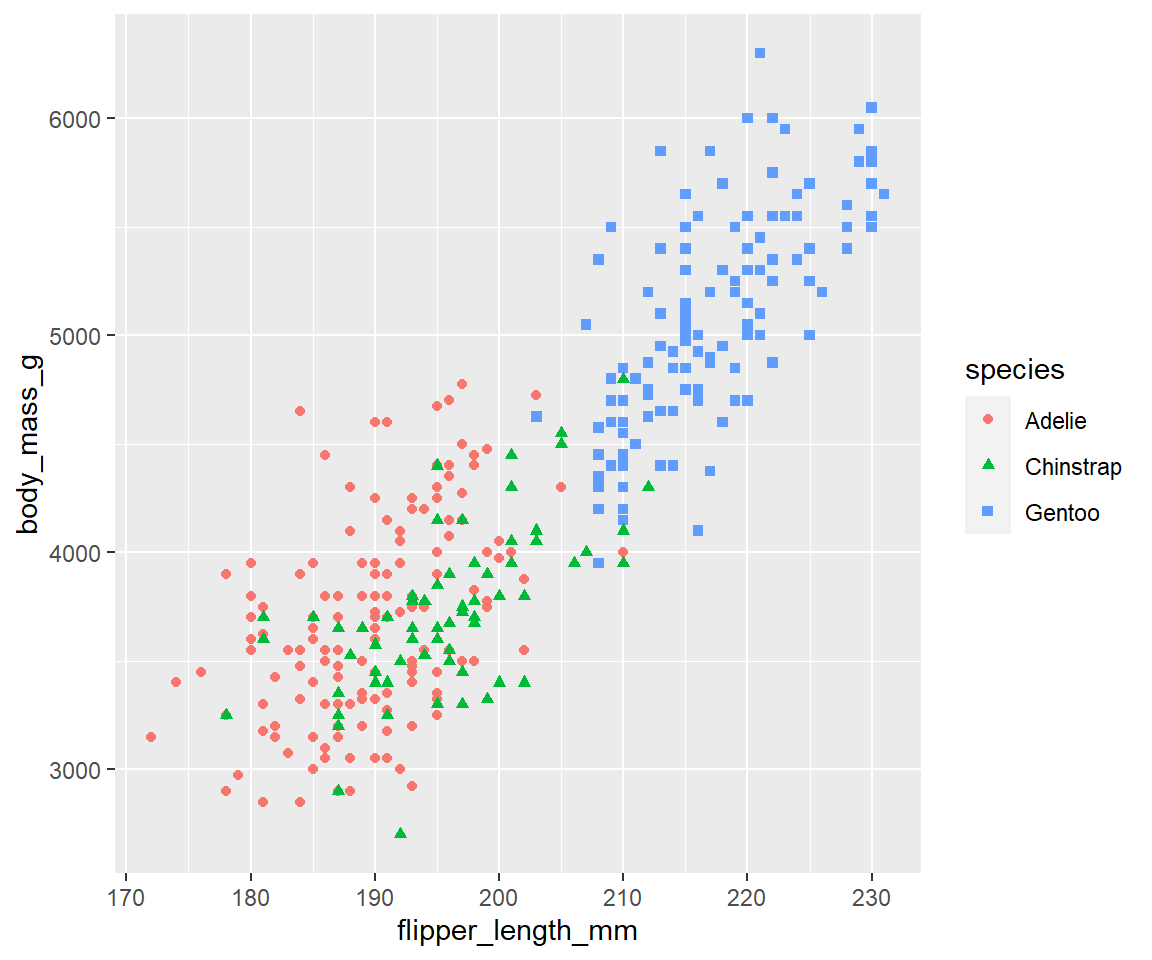 6000
5000
4000
3000
body_mass_g
170 180 190 200 210 220 230
flipper_length_mm
species
Adelie
Chinstrap
Gentoo